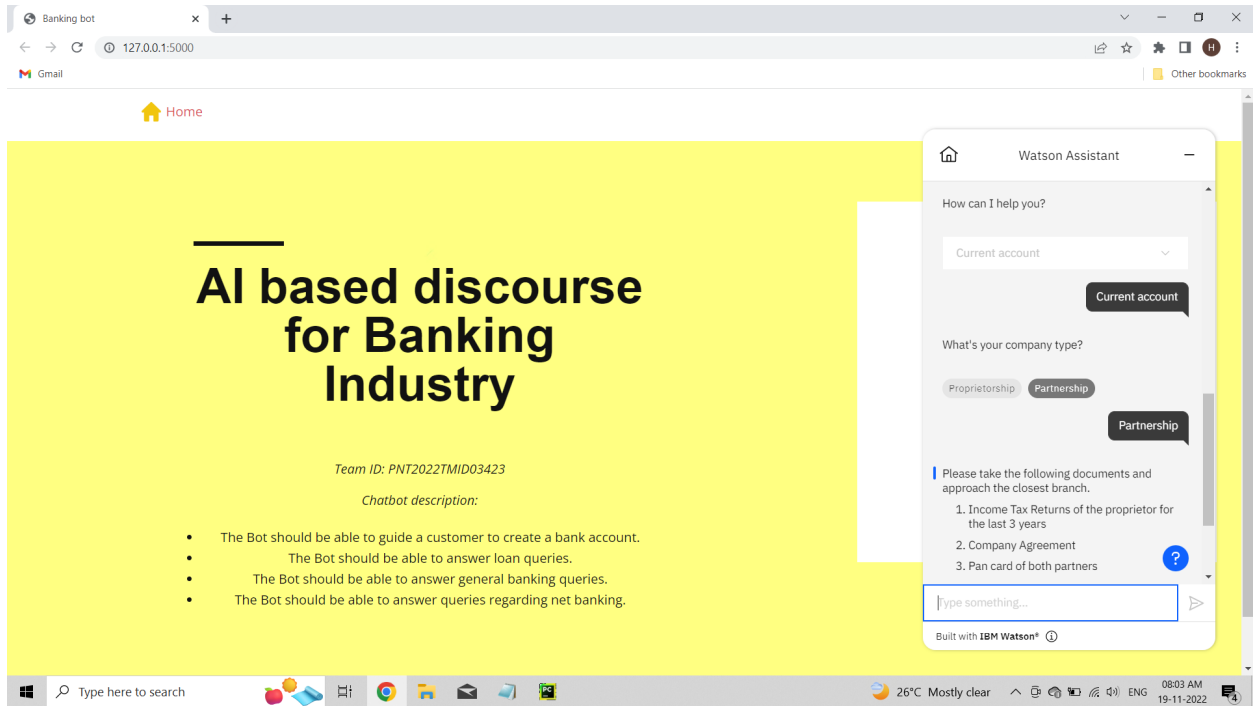 Banking bot
127.0.0.1:5000
H
Gmail
Other bookmarks
Home
AI based discourse
for Banking
Industry
Team ID: PNT2022TMID03423
Chatbot description:
The Bot should be able to guide a customer to create a bank account.
The Bot should be able to answer loan queries.
The Bot should be able to answer general banking queries.
The Bot should be able to answer queries regarding net banking.
Watson Assistant
How can I help you?
Current account
Current account
What's your company type?
Proprietorship Partnership
Partnership
Please take the following documents and
approach the closest branch.
1. Income Tax Returns of the proprietor for
the last 3 years
2. Company Agreement
3. Pan card of both partners
?
Type something...
Built with IBM Watson®
Type here to search
PC
26°C Mostly clear
ENG
08:03 AM
19-11-2022
4